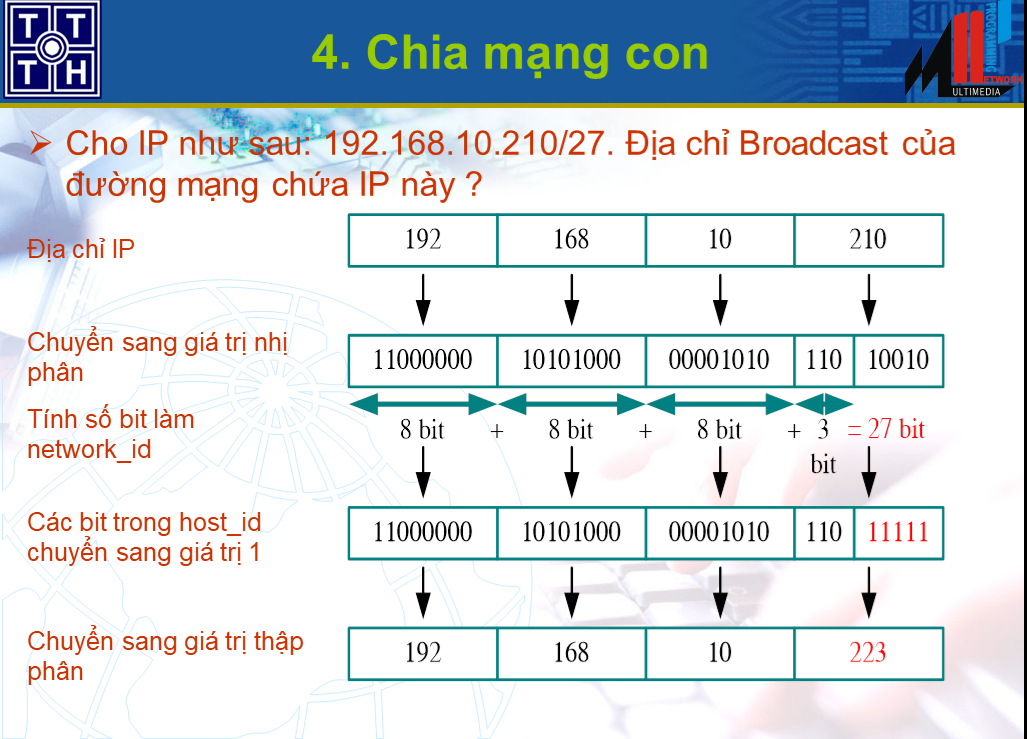 T T
T H
4. Chia mạng con
PROGRAMMING
NETWORK
ULTIMEDIA
➢ Cho IP như sau: 192.168.10.210/27. Địa chỉ Broadcast của
đường mạng chứa IP này ?
Địa chỉ IP
192 168 10 210
Chuyển sang giá trị nhị
phân
11000000 10101000 00001010 110 10010
Tính số bit làm
network_id
8 bit + 8 bit + 8 bit + 3 = 27 bit
bit
Các bit trong host_id
chuyển sang giá trị 1
11000000 10101000 00001010 110 11111
Chuyển sang giá trị thập
phân
192 168 10 223